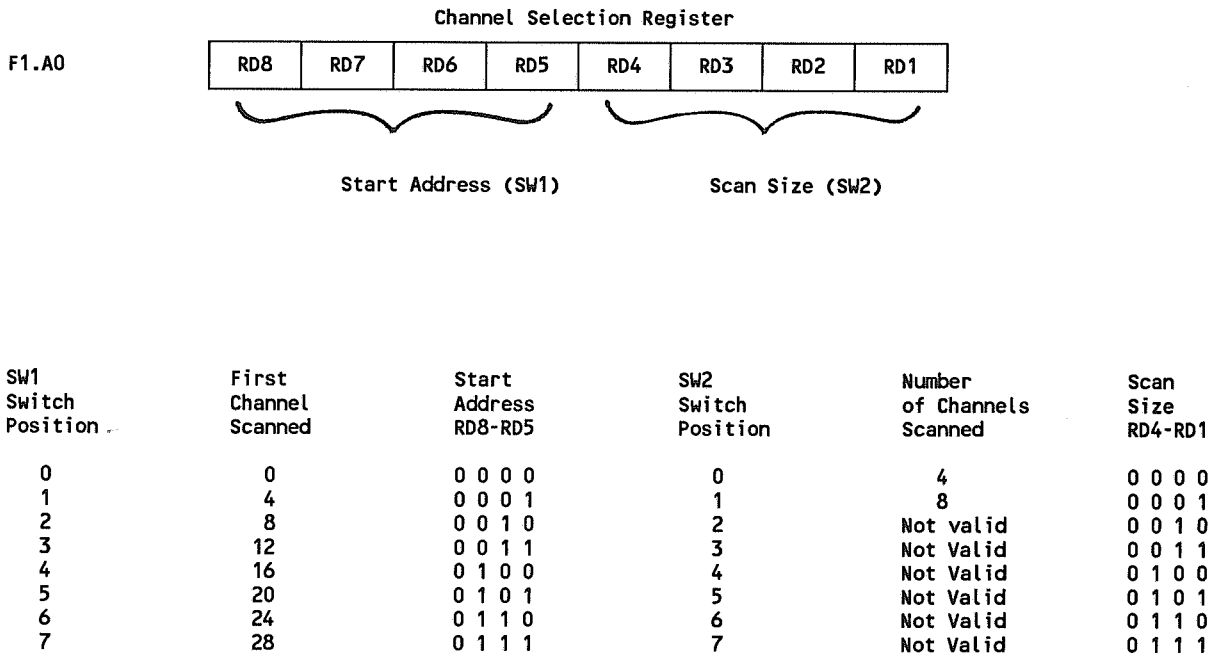 Channel Selection Register
F1.A0 RD8 RD7 RD6 RD5 RD4 RD3 RD2 RD1
Start Address (SW1) Scan Size (SW2)
SW1 First Start SW2 Number Scan
Switch Channel Address Switch of Channels Size
Position Scanned RD8-RD5 Position Scanned RD4-RD1
0 0 0 0 0 0 0 4 0 0 0 0
1 4 0 0 0 1 1 8 0 0 0 1
2 8 0 0 1 0 2 Not valid 0 0 1 0
3 12 0 0 1 1 3 Not Valid 0 0 1 1
4 16 0 1 0 0 4 Not Valid 0 1 0 0
5 20 0 1 0 1 5 Not Valid 0 1 0 1
6 24 0 1 1 0 6 Not Valid 0 1 1 0
7 28 0 1 1 1 7 Not Valid 0 1 1 1